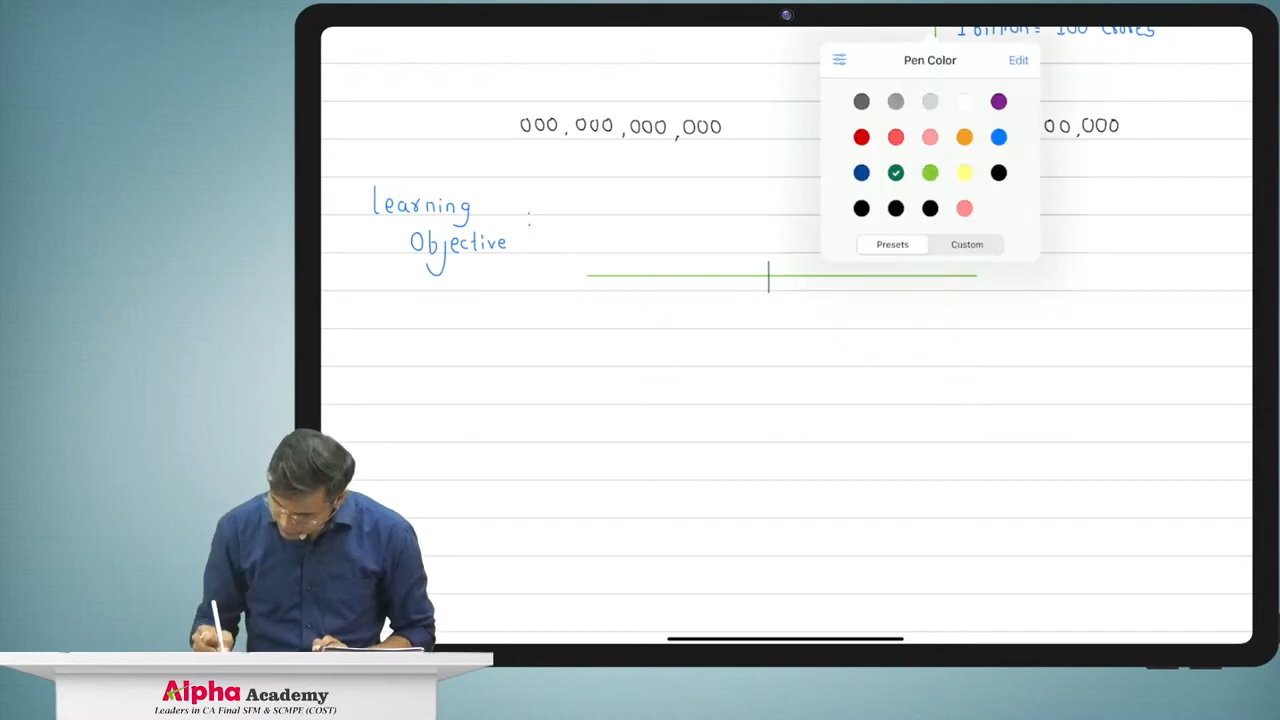 1 billion = 100 Crores
Pen Color
Edit
000,000,000,000
00,000
learning
Objective :
Presets
Custom
Alpha Academy
Leaders in CA Final SFM & SCMPE (COST)